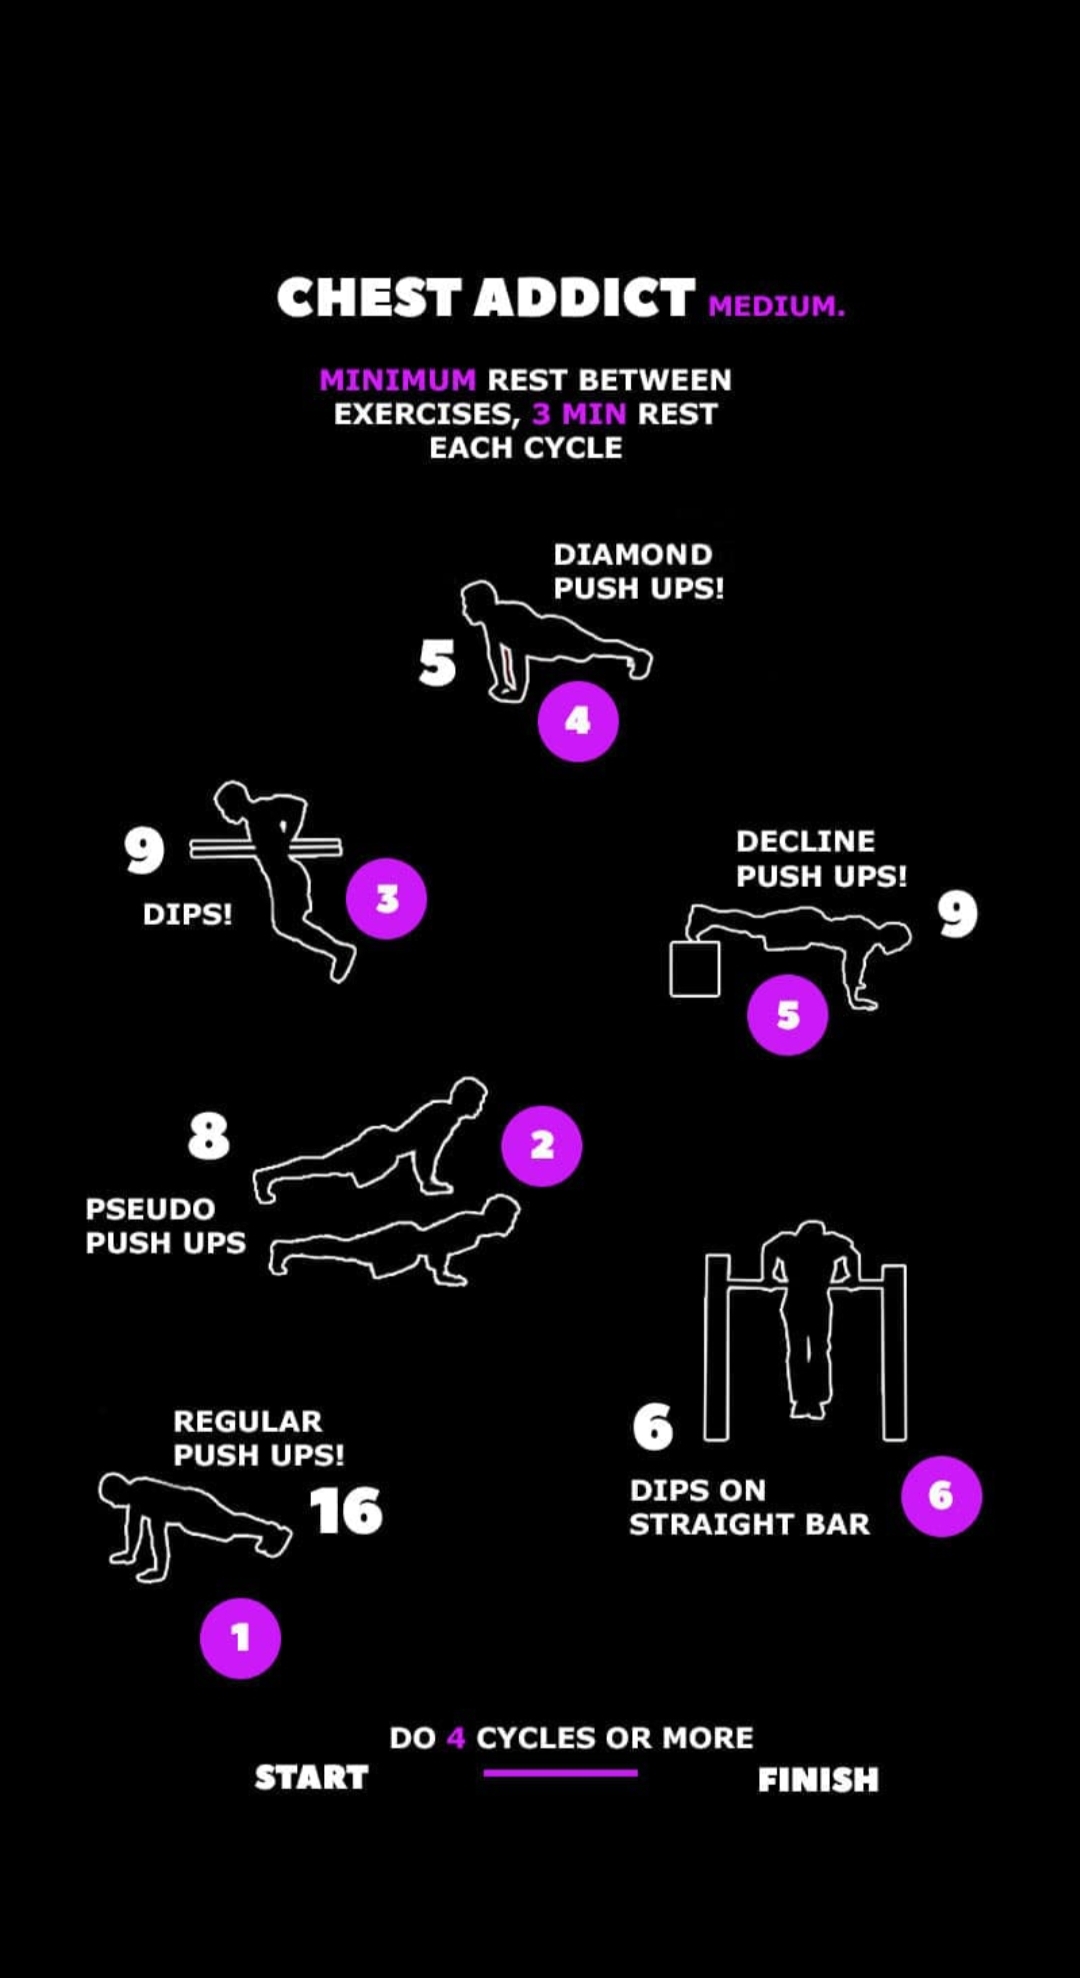 CHEST ADDICT MEDIUM.
MINIMUM REST BETWEEN
EXERCISES, 3 MIN REST
EACH CYCLE
DIAMOND
PUSH UPS!
5
4
9
DIPS!
3
DECLINE
PUSH UPS!
9
5
8
PSEUDO
PUSH UPS
2
REGULAR
PUSH UPS!
16
1
6
DIPS ON
STRAIGHT BAR
6
DO 4 CYCLES OR MORE
START
FINISH